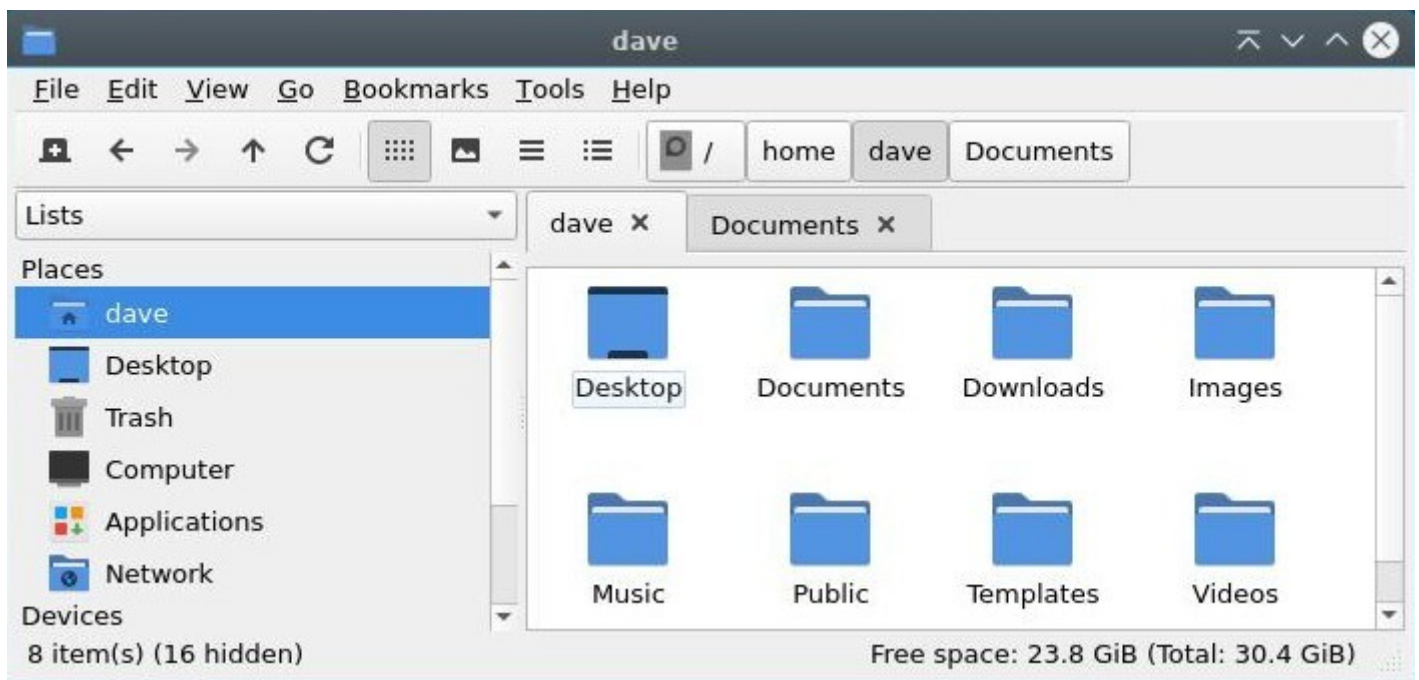 dave
File Edit View Go Bookmarks Tools Help
/ home dave Documents
Lists
dave Documents
Places
dave
Desktop
Trash
Computer
Applications
Network
Devices
Desktop Documents Downloads Images
Music Public Templates Videos
8 item(s) (16 hidden) Free space: 23.8 GiB (Total: 30.4 GiB)